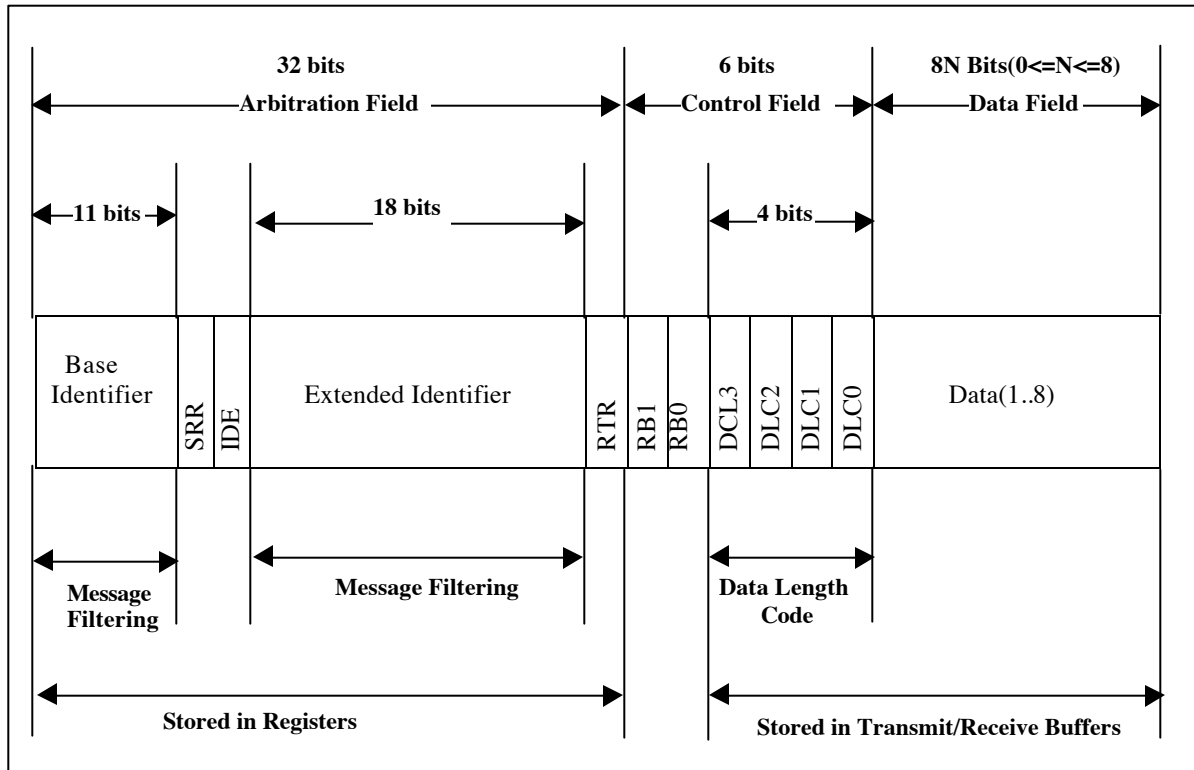 32 bits
6 bits
8N Bits(0<=N<=8)
Arbitration Field
Control Field
Data Field
11 bits
18 bits
4 bits
Base
Identifier
SRR
IDE
Extended Identifier
RTR
RB1
RB0
DCL3
DLC2
DLC1
DLC0
Data(1..8)
Message
Filtering
Message Filtering
Data Length
Code
Stored in Registers
Stored in Transmit/Receive Buffers